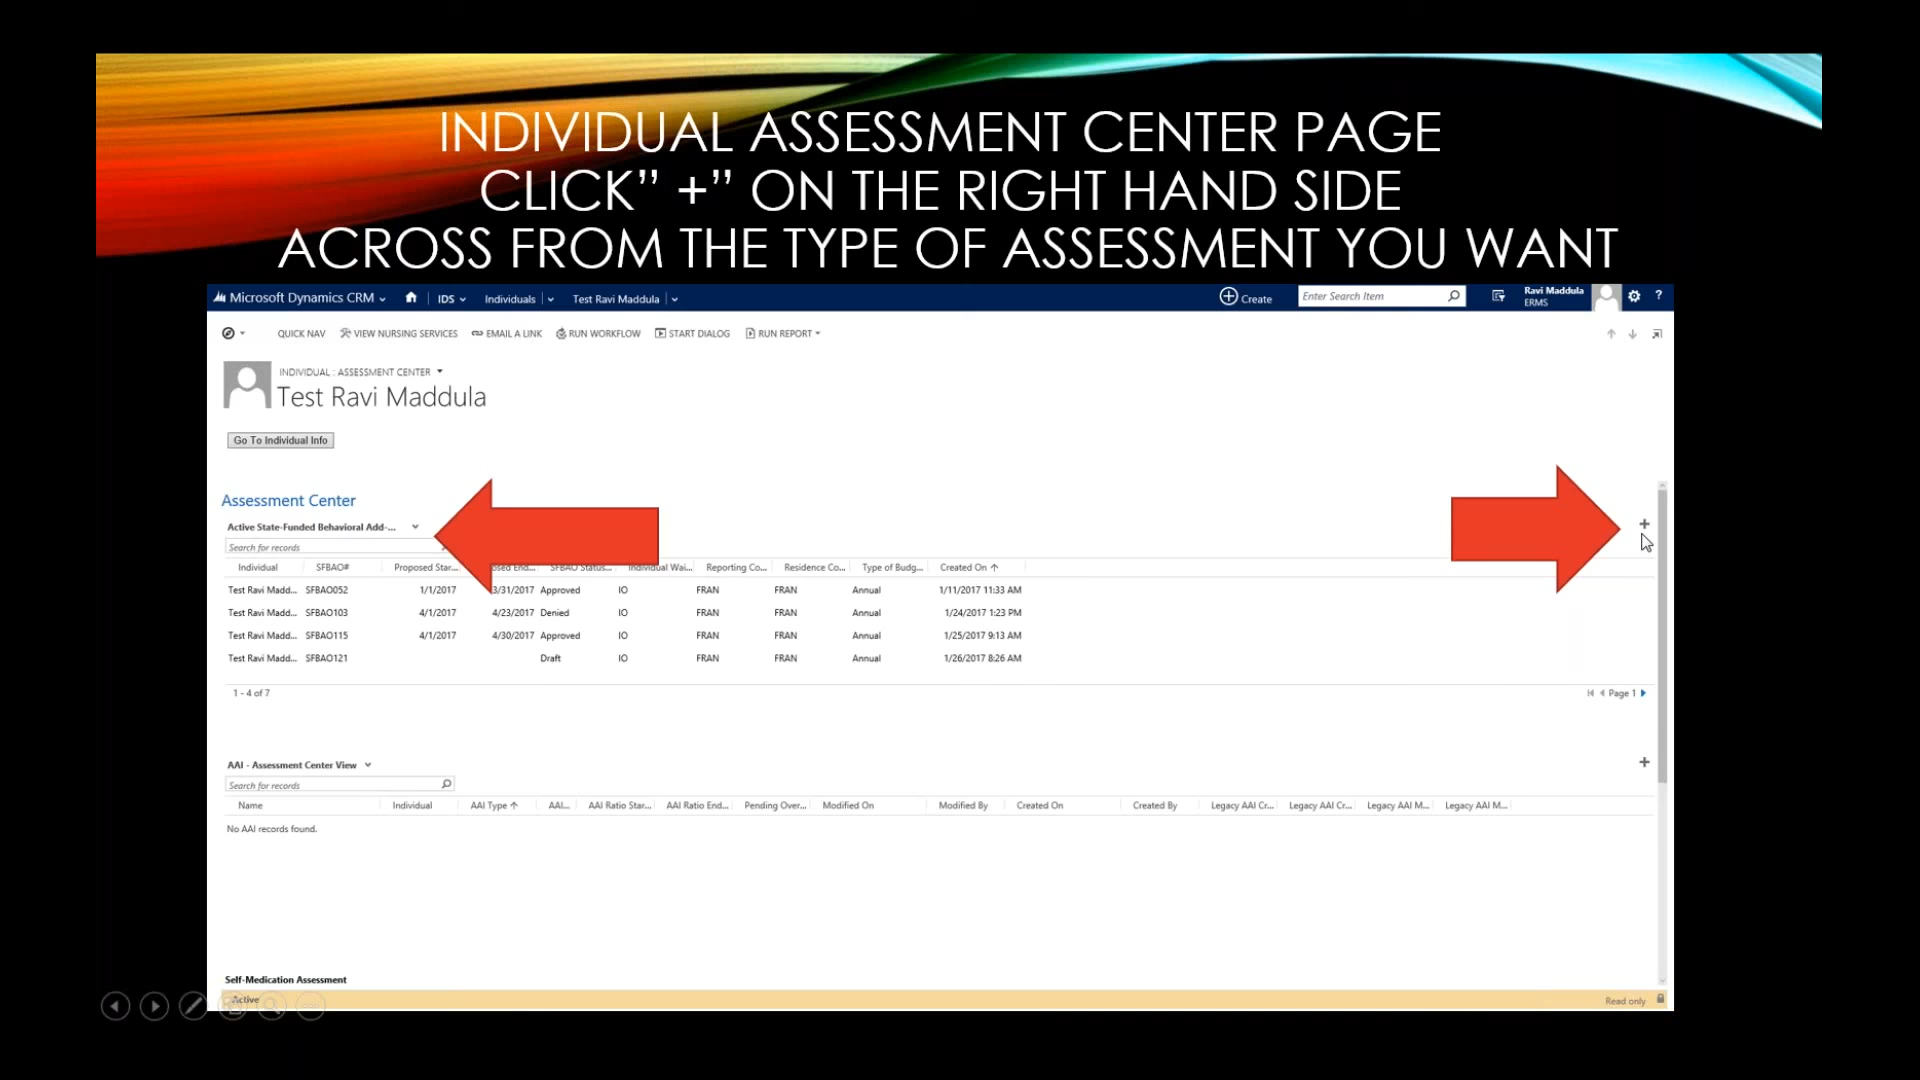 INDIVIDUAL ASSESSMENT CENTER PAGE
CLICK” +” ON THE RIGHT HAND SIDE
ACROSS FROM THE TYPE OF ASSESSMENT YOU WANT
Microsoft Dynamics CRM IDS Individuals Test Ravi Maddula Create Enter Search Item Ravi Maddula ?
ERMS
QUICK NAV VIEW NURSING SERVICES EMAIL A LINK RUN WORKFLOW START DIALOG RUN REPORT
INDIVIDUAL : ASSESSMENT CENTER
Test Ravi Maddula
Go To Individual Info
Assessment Center
Active State-Funded Behavioral Add-... +
Search for records
Individual SFBAO# Proposed Star... End... SFBAO Status... Individual Wai... Reporting Co... Residence Co... Type of Budg... Created On
Test Ravi Madd... SFBAO052 1/1/2017 3/31/2017 Approved IO FRAN FRAN Annual 1/11/2017 11:33 AM
Test Ravi Madd... SFBAO103 4/1/2017 4/23/2017 Denied IO FRAN FRAN Annual 1/24/2017 1:23 PM
Test Ravi Madd... SFBAO115 4/1/2017 4/30/2017 Approved IO FRAN FRAN Annual 1/25/2017 9:13 AM
Test Ravi Madd... SFBAO121 Draft IO FRAN FRAN Annual 1/26/2017 8:26 AM
1 - 4 of 7 Page 1
AAI - Assessment Center View +
Search for records
Name Individual AAI Type AAI... AAI Ratio Star... AAI Ratio End... Pending Over... Modified On Modified By Created On Created By Legacy AAI Cr... Legacy AAI Cr... Legacy AAI M... Legacy AAI M...
No AAI records found.
Self-Medication Assessment
Active Read only